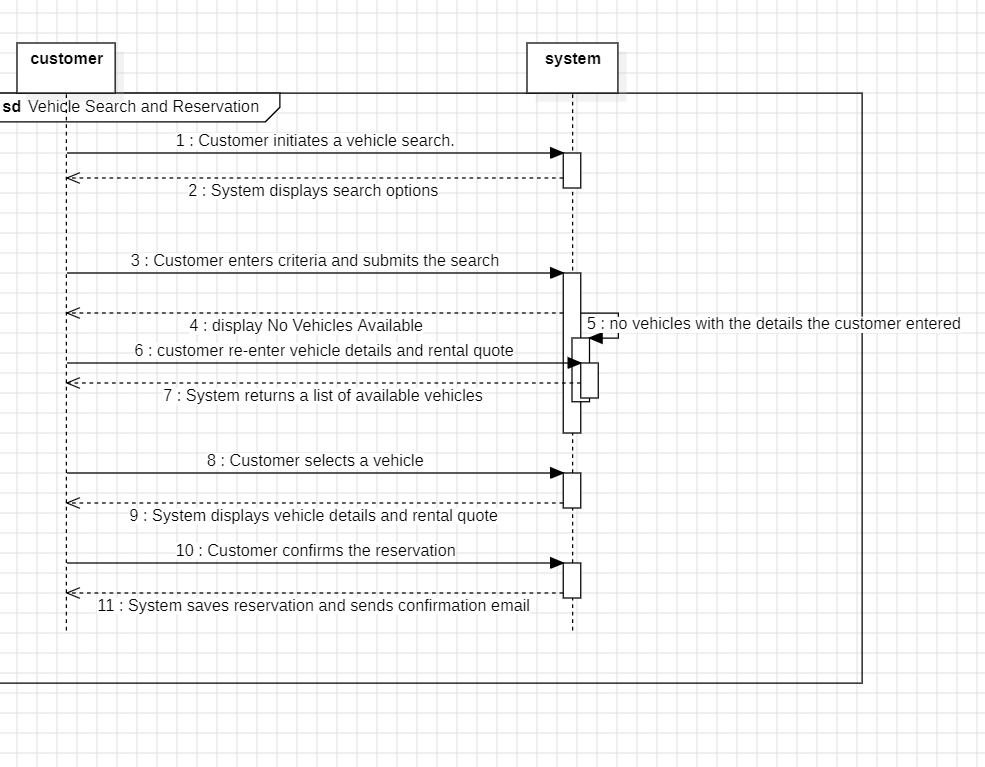 customer
system
sd Vehicle Search and Reservation
1 : Customer initiates a vehicle search.
2 : System displays search options
3 : Customer enters criteria and submits the search
4 : display No Vehicles Available
5 : no vehicles with the details the customer entered
6 : customer re-enter vehicle details and rental quote
7 : System returns a list of available vehicles
8 : Customer selects a vehicle
9 : System displays vehicle details and rental quote
10 : Customer confirms the reservation
11 : System saves reservation and sends confirmation email